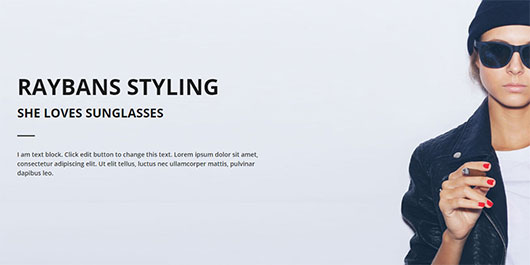 RAYBANS STYLING
SHE LOVES SUNGLASSES
I am text block. Click edit button to change this text. Lorem ipsum dolor sit amet,
consectetur adipiscing elit. Ut elit tellus, luctus nec ullamcorper mattis, pulvinar
dapibus leo.